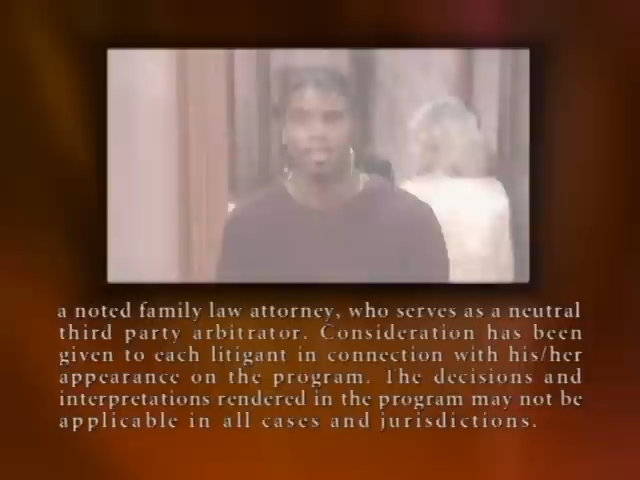 a noted family law attorney, who serves as a neutral
third party arbitrator. Consideration has been
given to each litigant in connection with his/her
appearance on the program. The decisions and
interpretations rendered in the program may not be
applicable in all cases and jurisdictions.